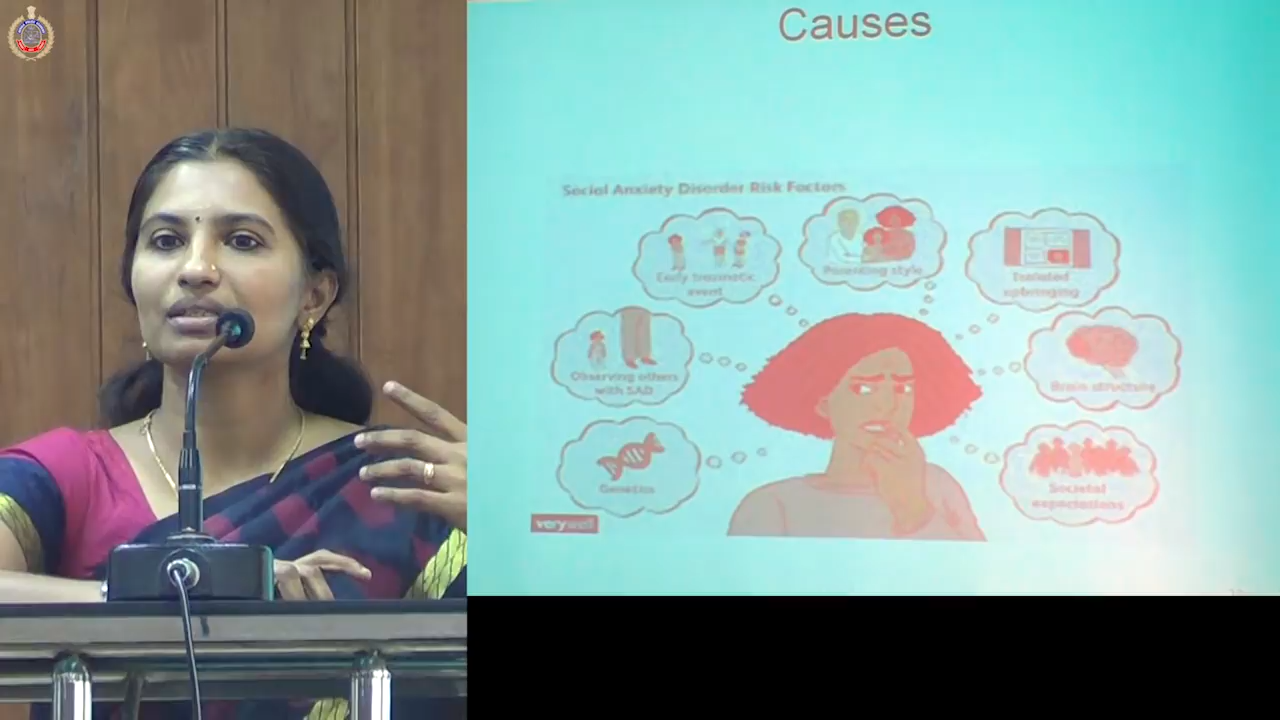 Causes
Social Anxiety Disorder Risk Factors
Early traumatic
event
Parenting style
upbringing
Observing others
with SAD
Brain structure
Genetics
Societal
expectations
verywell